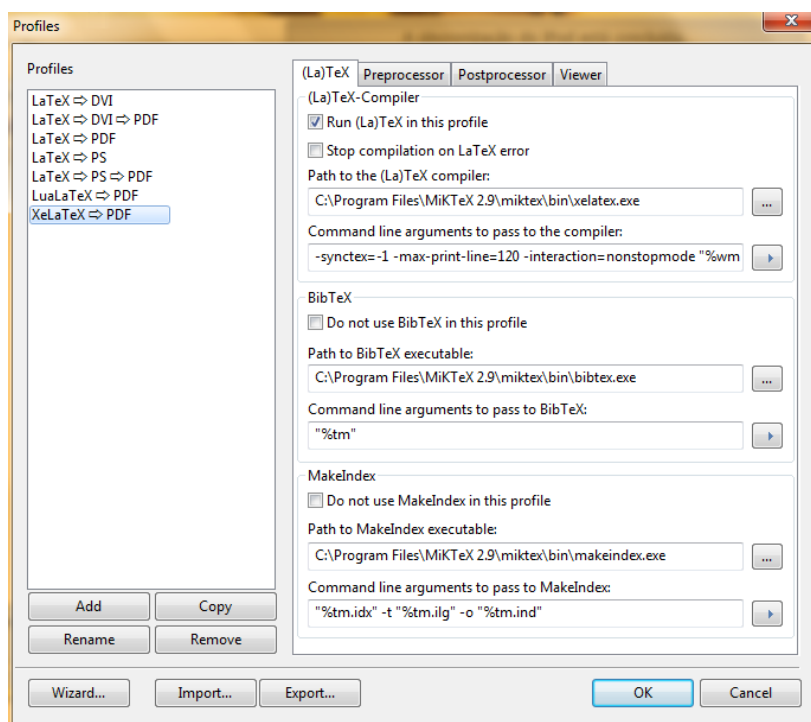 Profiles
x
Profiles
LaTeX ⇨ DVI
LaTeX ⇨ DVI ⇨ PDF
LaTeX ⇨ PDF
LaTeX ⇨ PS
LaTeX ⇨ PS ⇨ PDF
LuaLaTeX ⇨ PDF
XeLaTeX ⇨ PDF
Add
Copy
Rename
Remove
(La)TeX
Preprocessor
Postprocessor
Viewer
(La)TeX-Compiler
Run (La)TeX in this profile
Stop compilation on LaTeX error
Path to the (La)TeX compiler:
C:\Program Files\MiKTeX 2.9\miktex\bin\xelatex.exe
...
Command line arguments to pass to the compiler:
-synctex=-1 -max-print-line=120 -interaction=nonstopmode "%wm
BibTeX
Do not use BibTeX in this profile
Path to BibTeX executable:
C:\Program Files\MiKTeX 2.9\miktex\bin\bibtex.exe
...
Command line arguments to pass to BibTeX:
"%tm"
MakeIndex
Do not use MakeIndex in this profile
Path to MakeIndex executable:
C:\Program Files\MiKTeX 2.9\miktex\bin\makeindex.exe
...
Command line arguments to pass to MakeIndex:
"%tm.idx" -t "%tm.ilg" -o "%tm.ind"
Wizard...
Import...
Export...
OK
Cancel